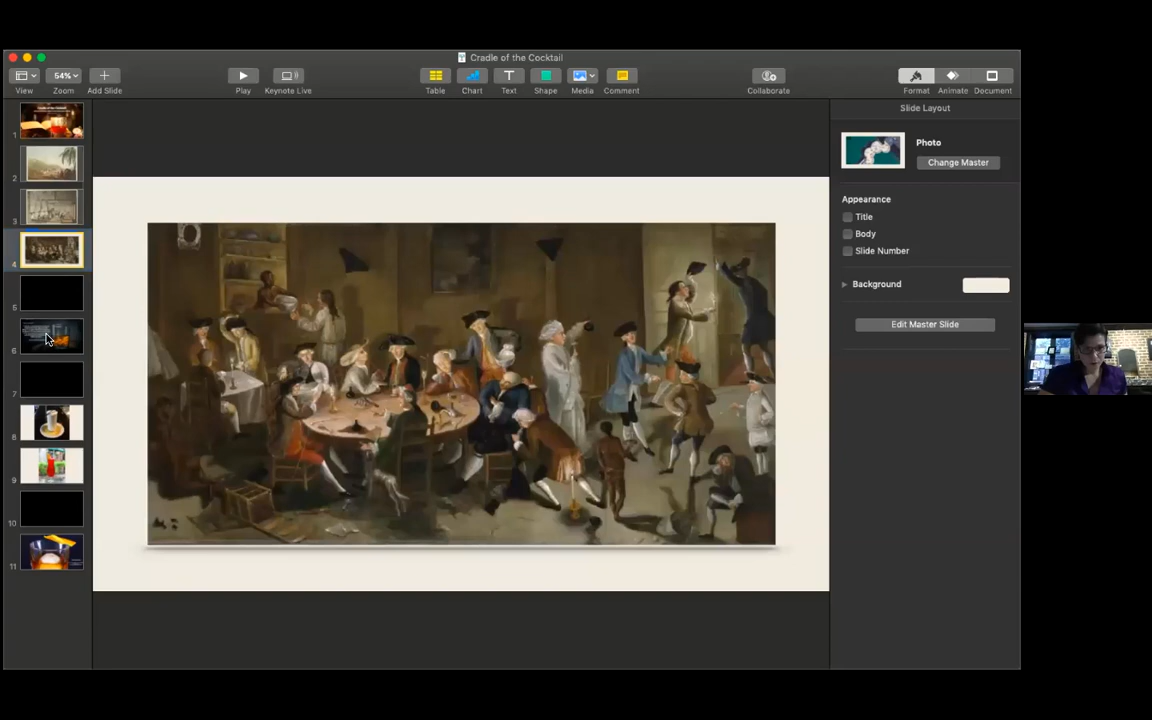 Cradle of the Cocktail
54%
View Zoom Add Slide Play Keynote Live Table Chart Text Shape Media Comment Collaborate Format Animate Document
Slide Layout
Photo
Change Master
Appearance
Title
Body
Slide Number
Background
Edit Master Slide
1
2
3
4
5
6
7
8
9
10
11